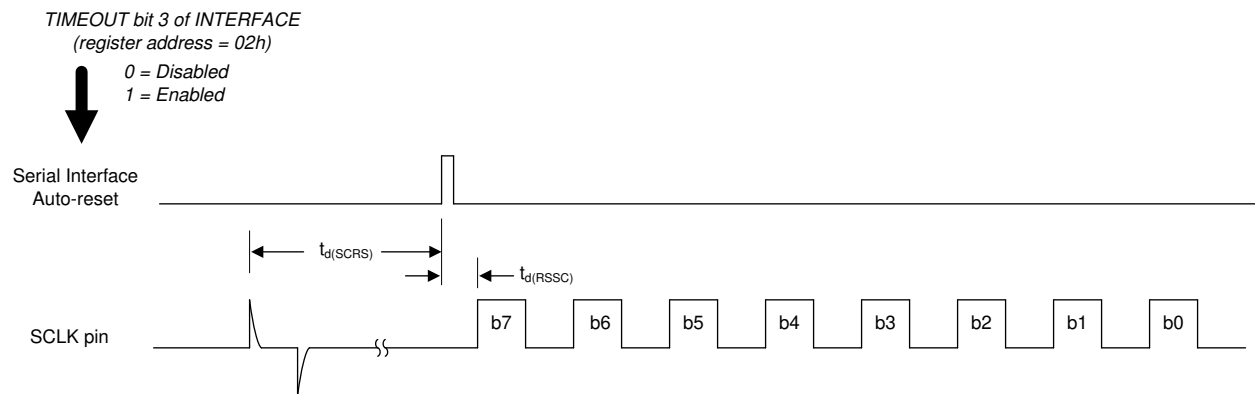 TIMEOUT bit 3 of INTERFACE
(register address = 02h)
0 = Disabled
1 = Enabled
Serial Interface
Auto-reset
td(SCRS)
td(RSSC)
SCLK pin
b7 b6 b5 b4 b3 b2 b1 b0